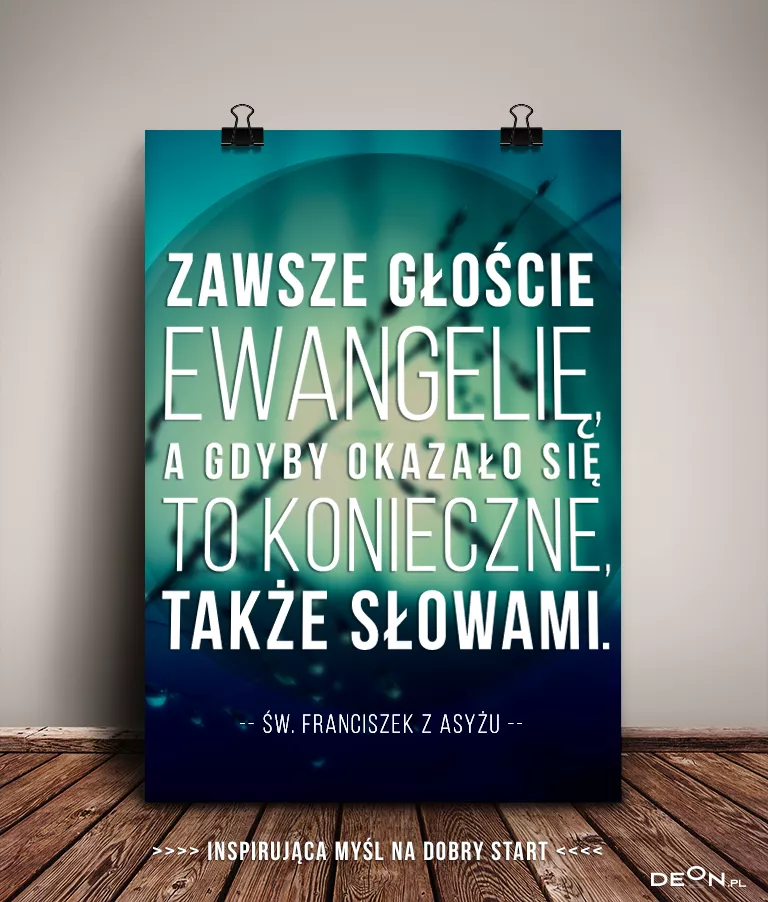 ZAWSZE GŁOŚCIE
EWANGELIĘ,
A GDYBY OKAZAŁO SIĘ
TO KONIECZNE,
TAKŻE SŁOWAMI.
-- ŚW. FRANCISZEK Z ASYŻU --
>>>> INSPIRUJĄCA MYŚL NA DOBRY START <<<<
DEON.PL